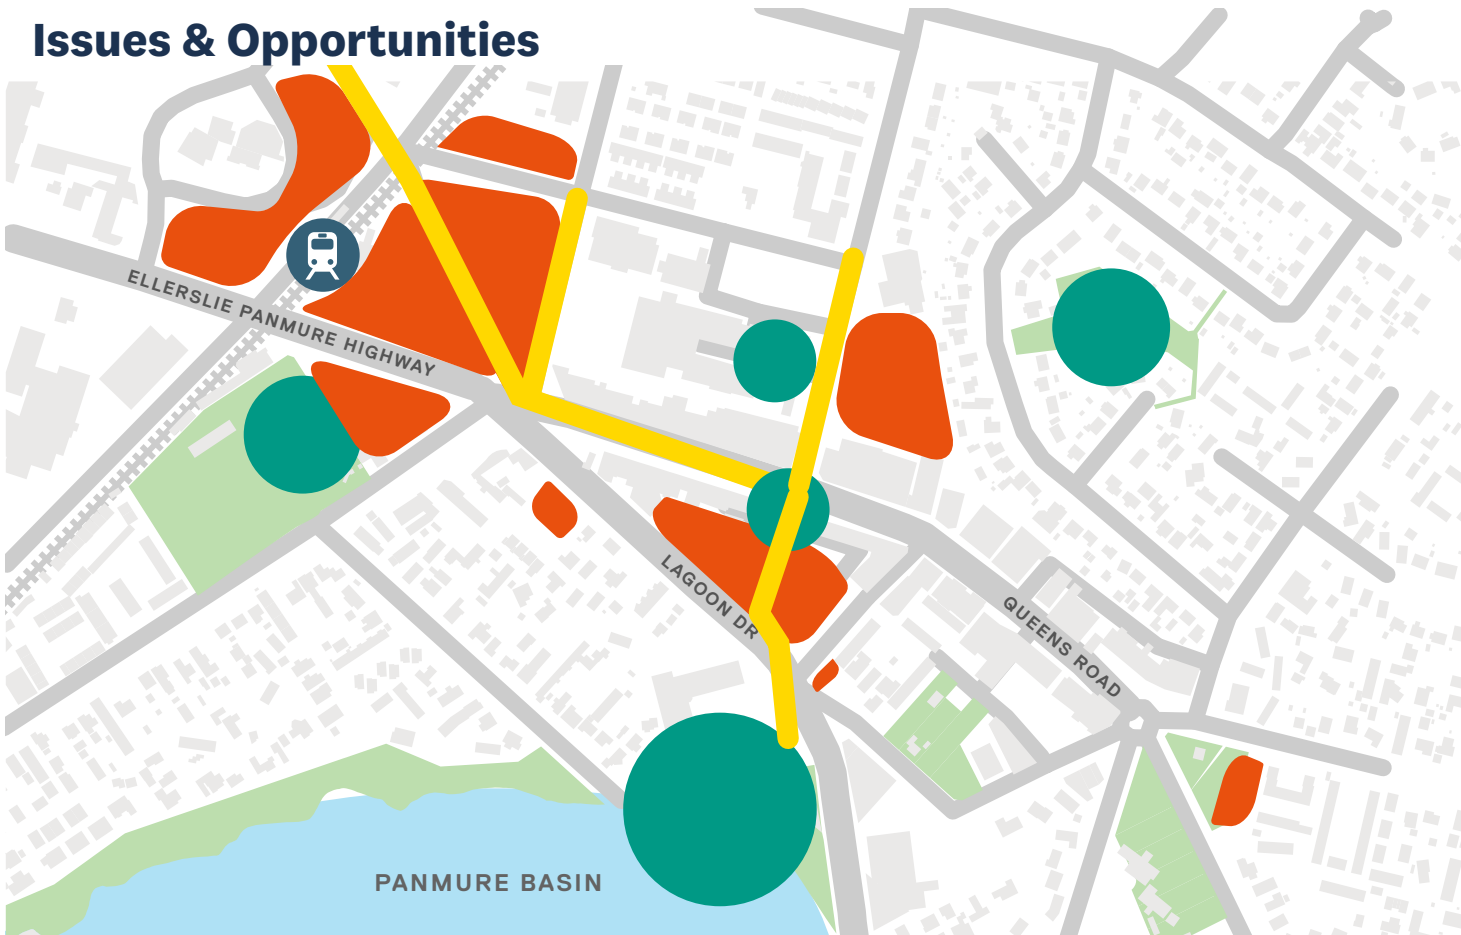 Issues & Opportunities
ELLERSLIE PANMURE HIGHWAY
LAGOON DR
QUEENS ROAD
PANMURE BASIN